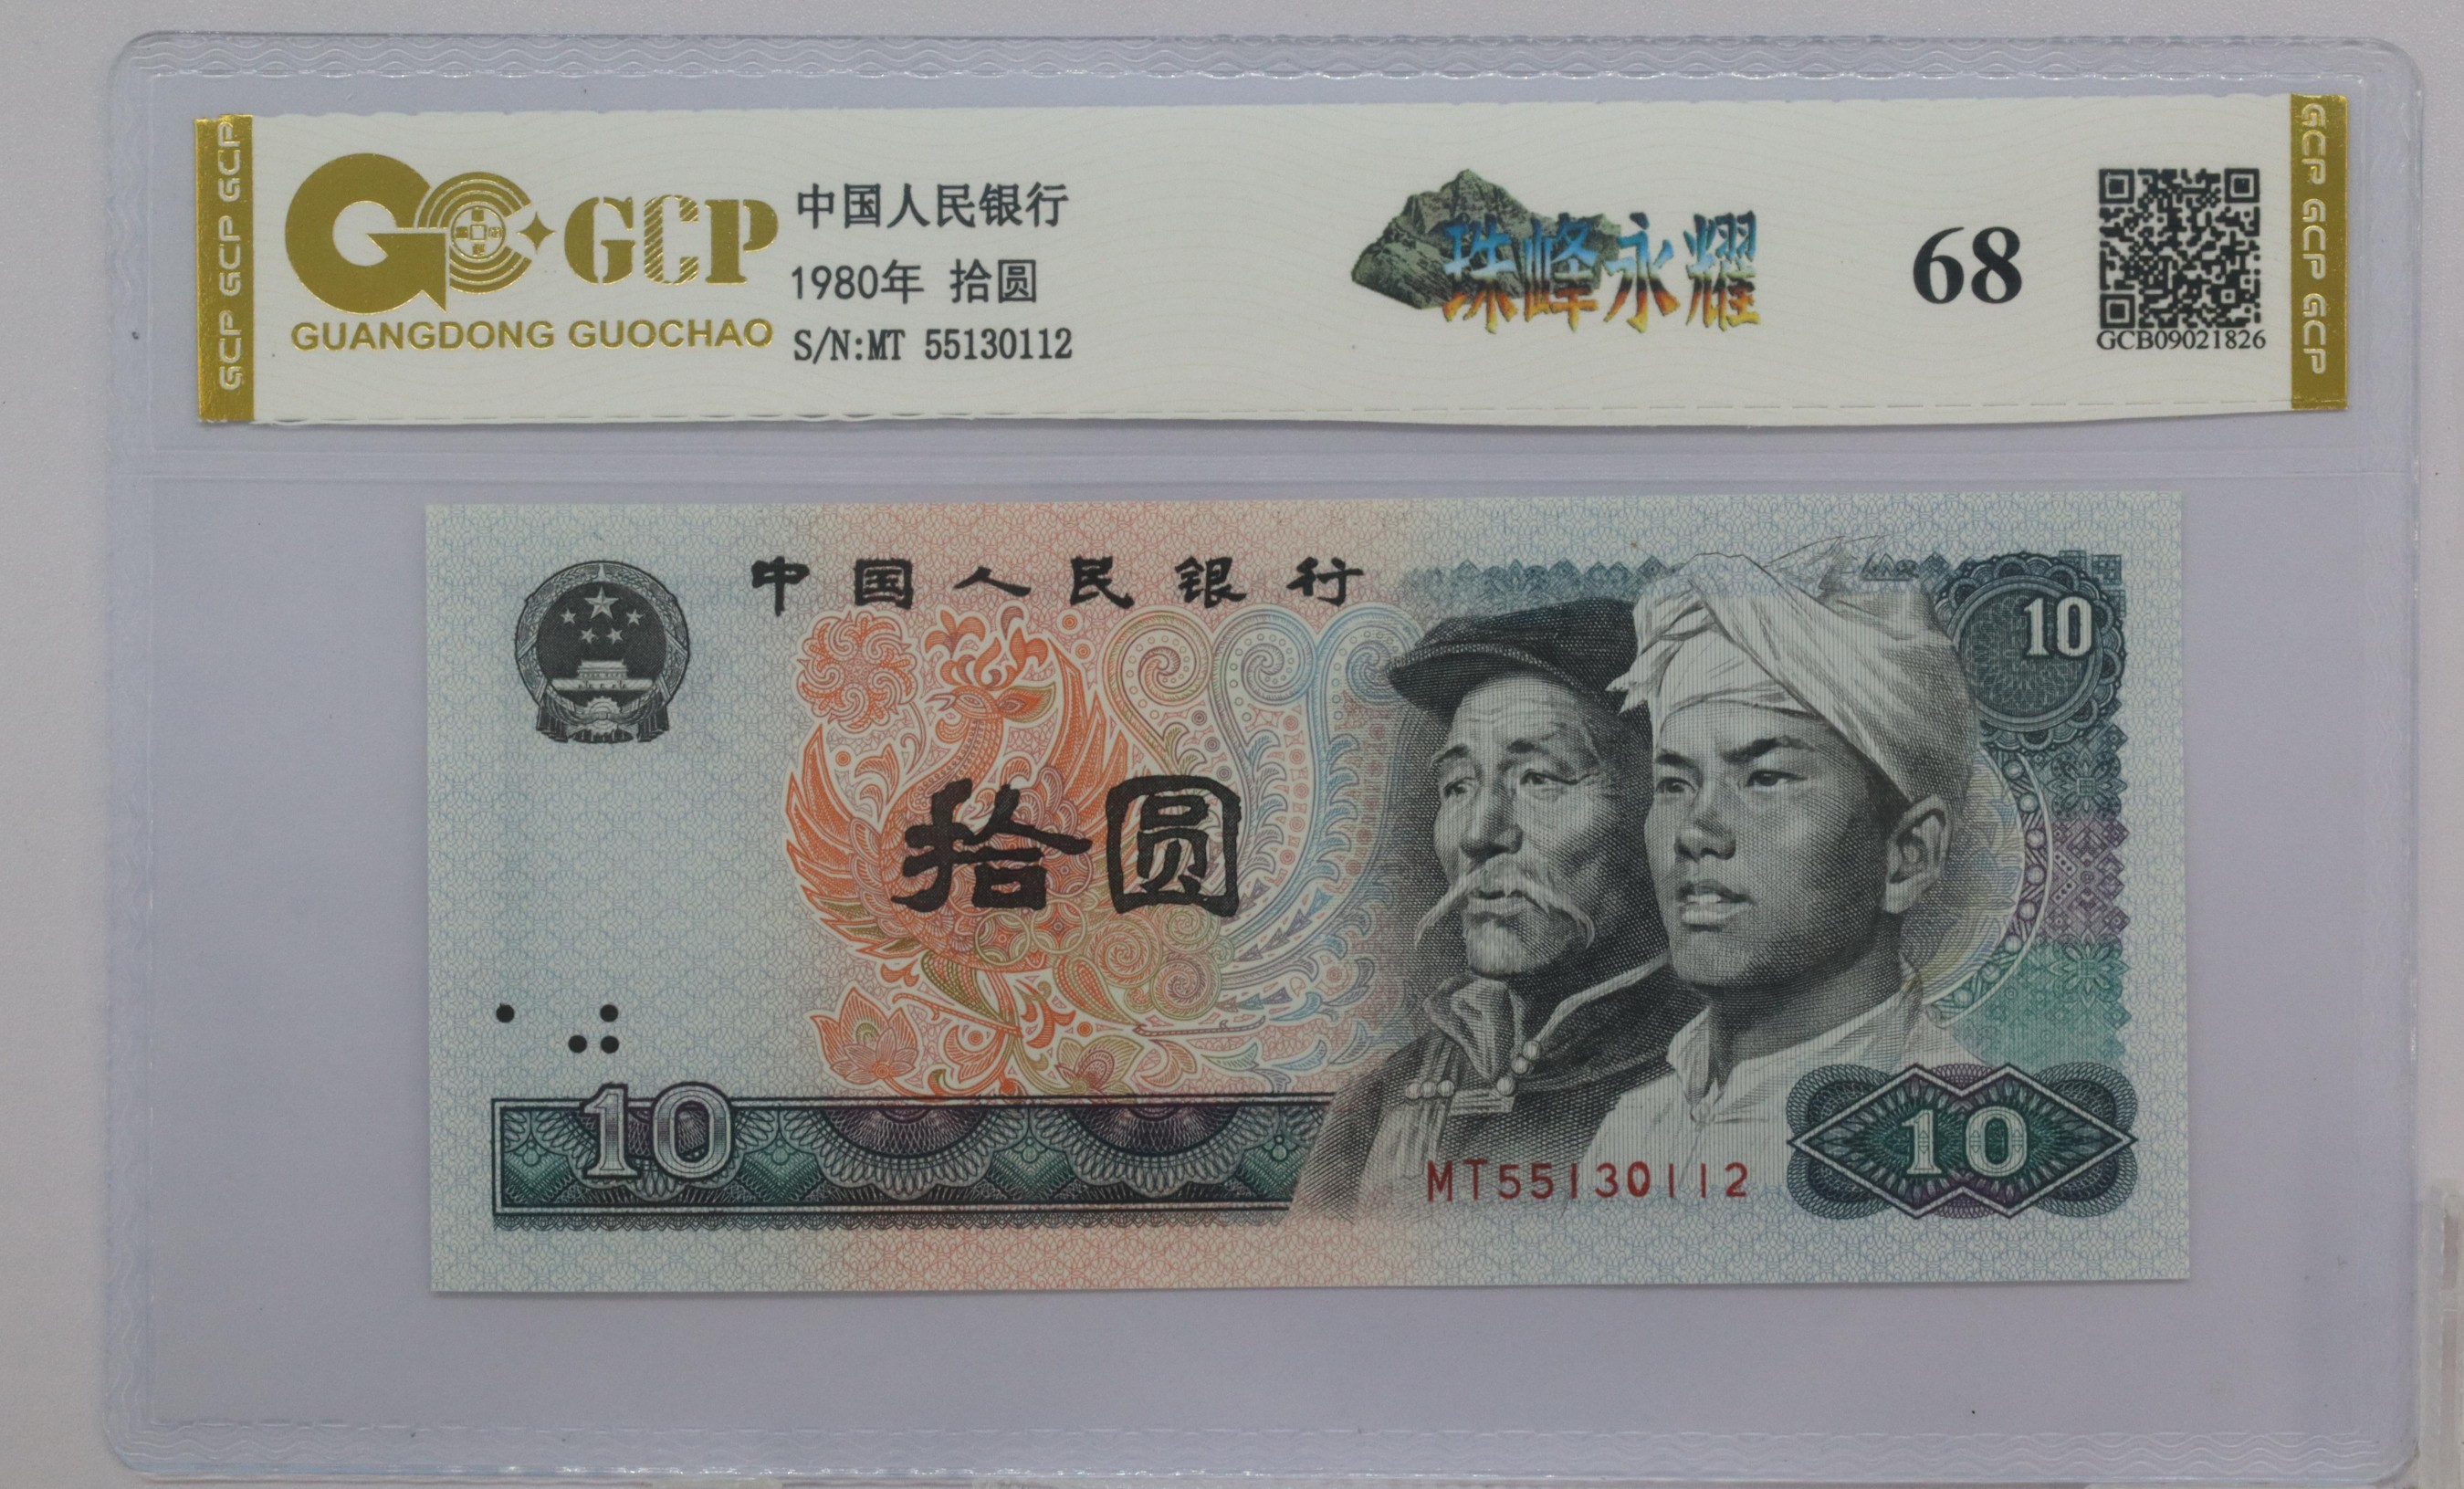 GCP GCP GCP
GCP
GUANGDONG GUOCHAO
中国人民银行
1980年 拾圆
S/N:MT 55130112
珠峰永耀
68
GCB09021826
GCP GCP GCP
中国人民银行
10
拾圆
10
MT55130112
10